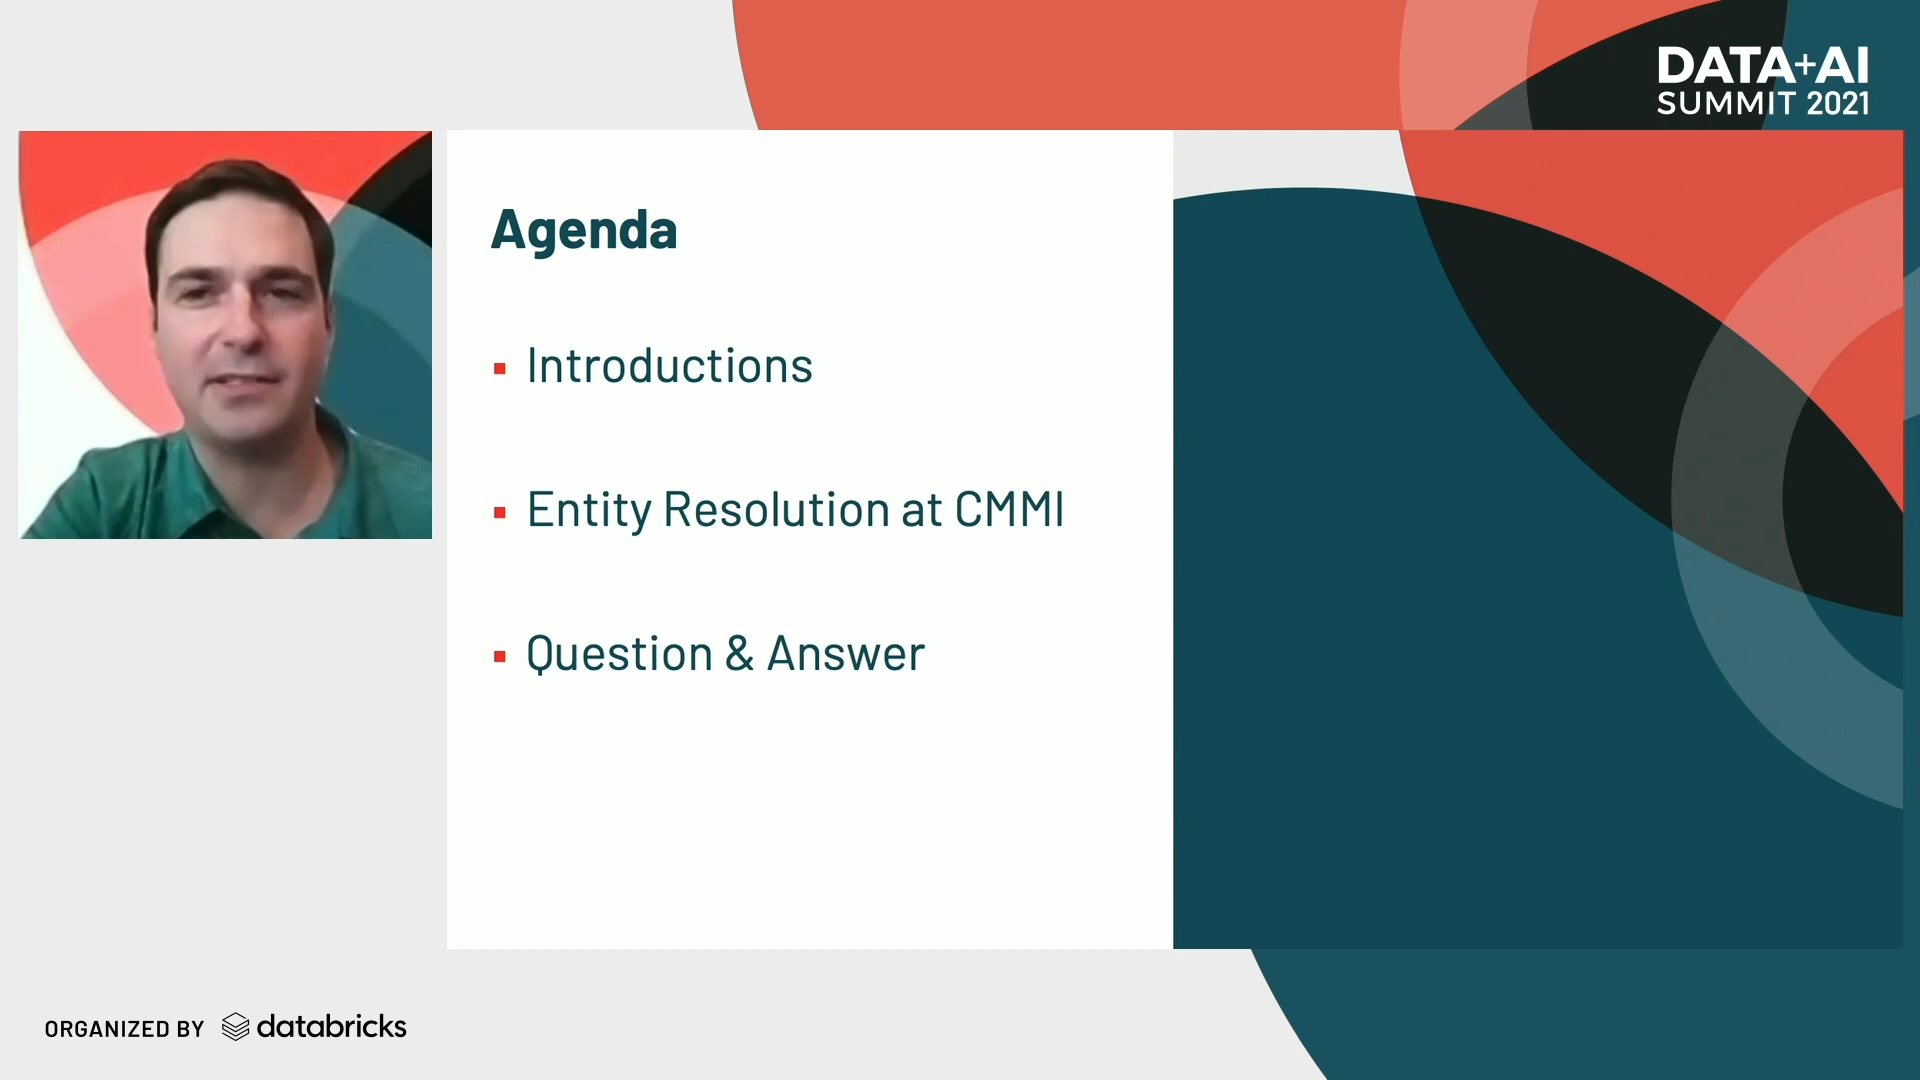 DATA+AI
SUMMIT 2021
Agenda
▪ Introductions
▪ Entity Resolution at CMMI
▪ Question & Answer
ORGANIZED BY databricks